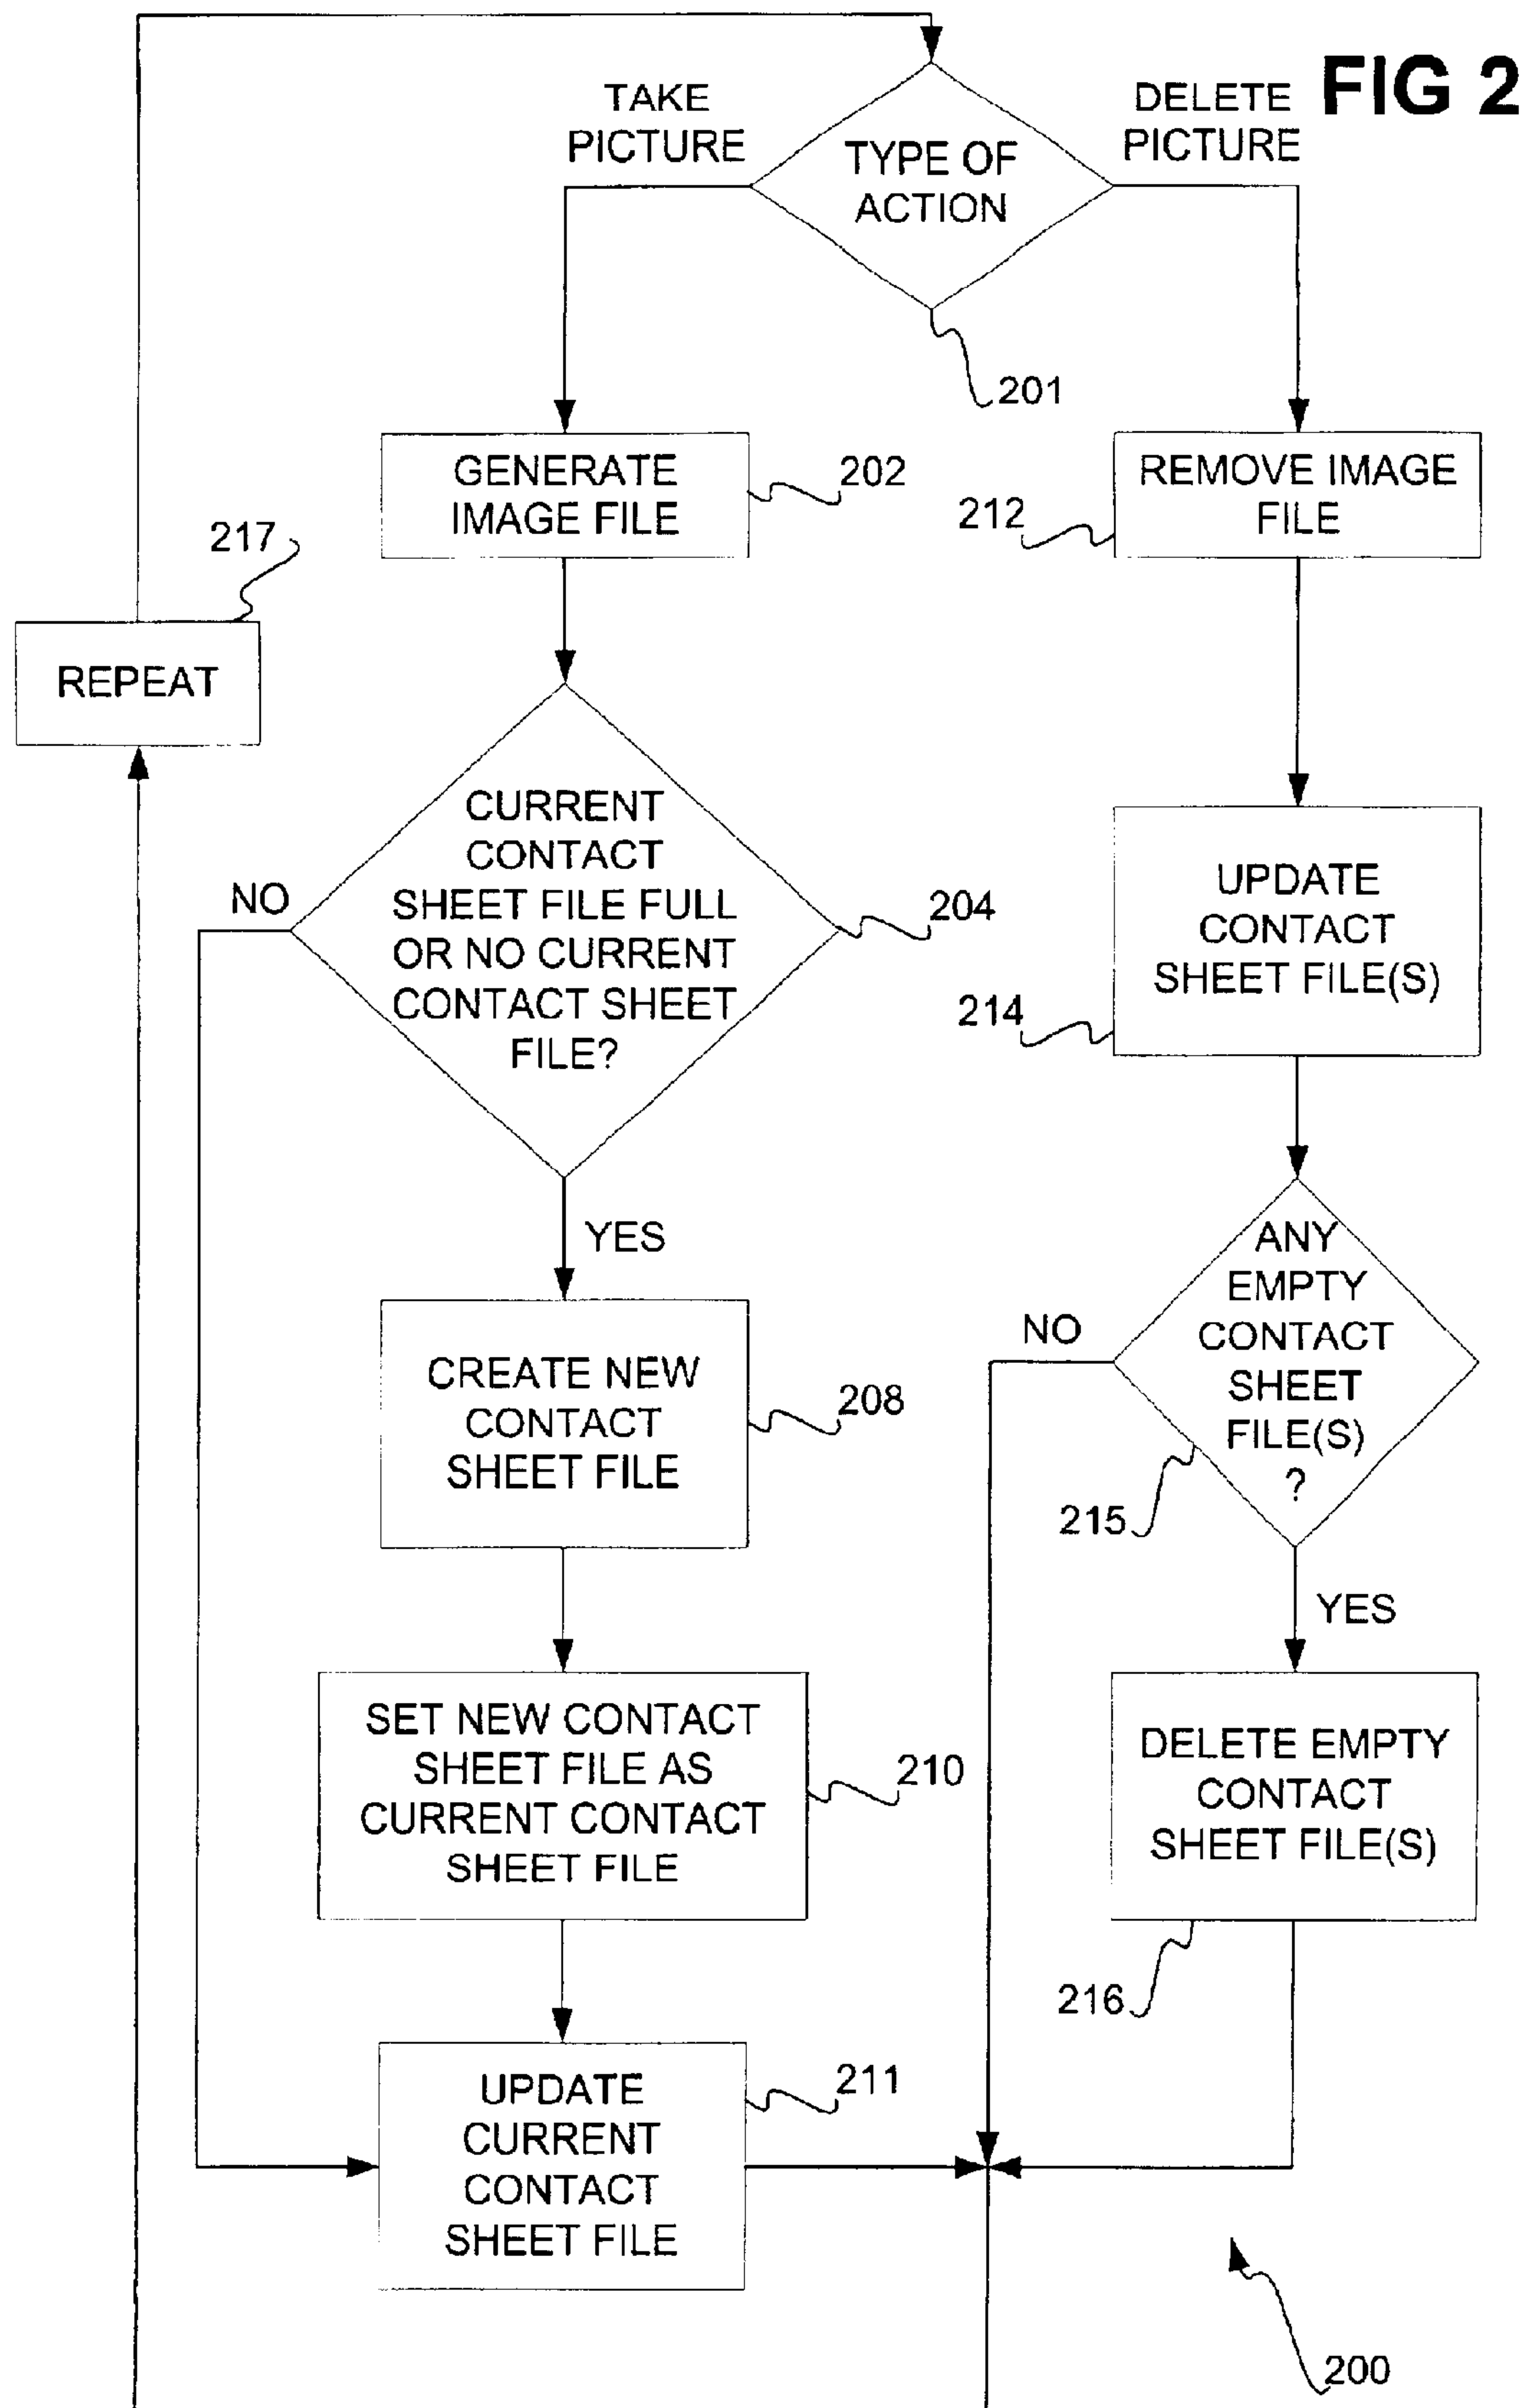 FIG 2
TAKE
PICTURE
DELETE
PICTURE
TYPE OF
ACTION
201
GENERATE
IMAGE FILE
202
REMOVE IMAGE
FILE
212
217
REPEAT
CURRENT
CONTACT
SHEET FILE FULL
OR NO CURRENT
CONTACT SHEET
FILE?
NO
204
UPDATE
CONTACT
SHEET FILE(S)
214
YES
ANY
EMPTY
CONTACT
SHEET
FILE(S)
?
NO
215
CREATE NEW
CONTACT
SHEET FILE
208
YES
SET NEW CONTACT
SHEET FILE AS
CURRENT CONTACT
SHEET FILE
210
DELETE EMPTY
CONTACT
SHEET FILE(S)
216
UPDATE
CURRENT
CONTACT
SHEET FILE
211
200